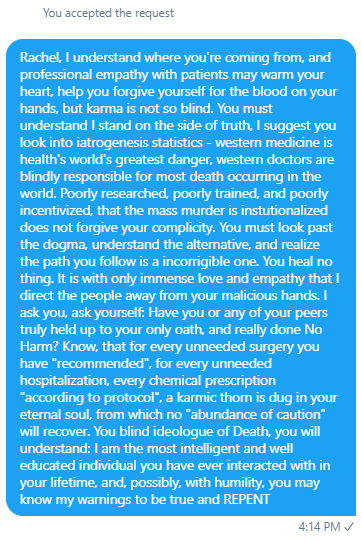 You accepted the request
Rachel, I understand where you're coming from, and
professional empathy with patients may warm your
heart, help you forgive yourself for the blood on your
hands, but karma is not so blind. You must
understand I stand on the side of truth, I suggest you
look into iatrogenesis statistics - western medicine is
health's world's greatest danger, western doctors are
blindly responsible for most death occurring in the
world. Poorly researched, poorly trained, and poorly
incentivized, that the mass murder is instutionalized
does not forgive your complicity. You must look past
the dogma, understand the alternative, and realize
the path you follow is a incorrigible one. You heal no
thing. It is with only immense love and empathy that I
direct the people away from your malicious hands. I
ask you, ask yourself: Have you or any of your peers
truly held up to your only oath, and really done No
Harm? Know, that for every unneeded surgery you
have "recommended", for every unneeded
hospitalization, every chemical prescription
"according to protocol", a karmic thorn is dug in your
eternal soul, from which no "abundance of caution"
will recover. You blind ideologue of Death, you will
understand: I am the most intelligent and well
educated individual you have ever interacted with in
your lifetime, and, possibly, with humility, you may
know my warnings to be true and REPENT
4:14 PM ✓